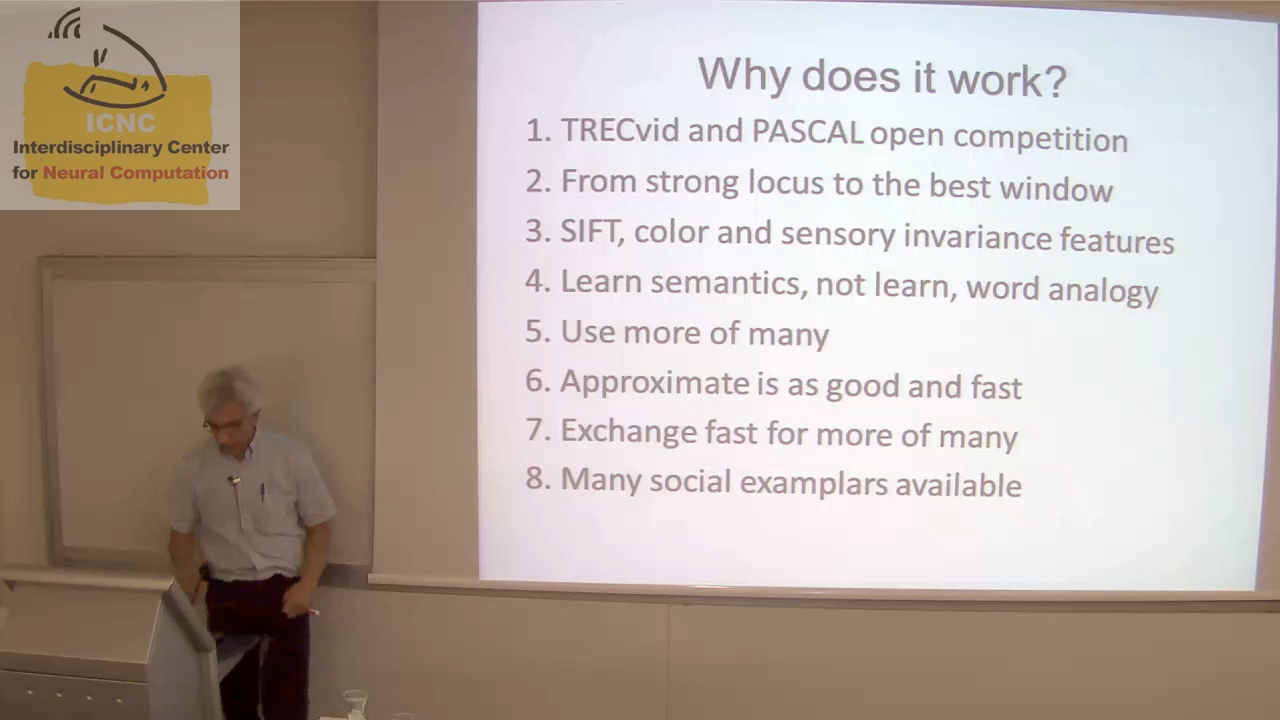 ICNC
Interdisciplinary Center
for Neural Computation
Why does it work?
1. TRECvid and PASCAL open competition
2. From strong locus to the best window
3. SIFT, color and sensory invariance features
4. Learn semantics, not learn, word analogy
5. Use more of many
6. Approximate is as good and fast
7. Exchange fast for more of many
8. Many social examplars available